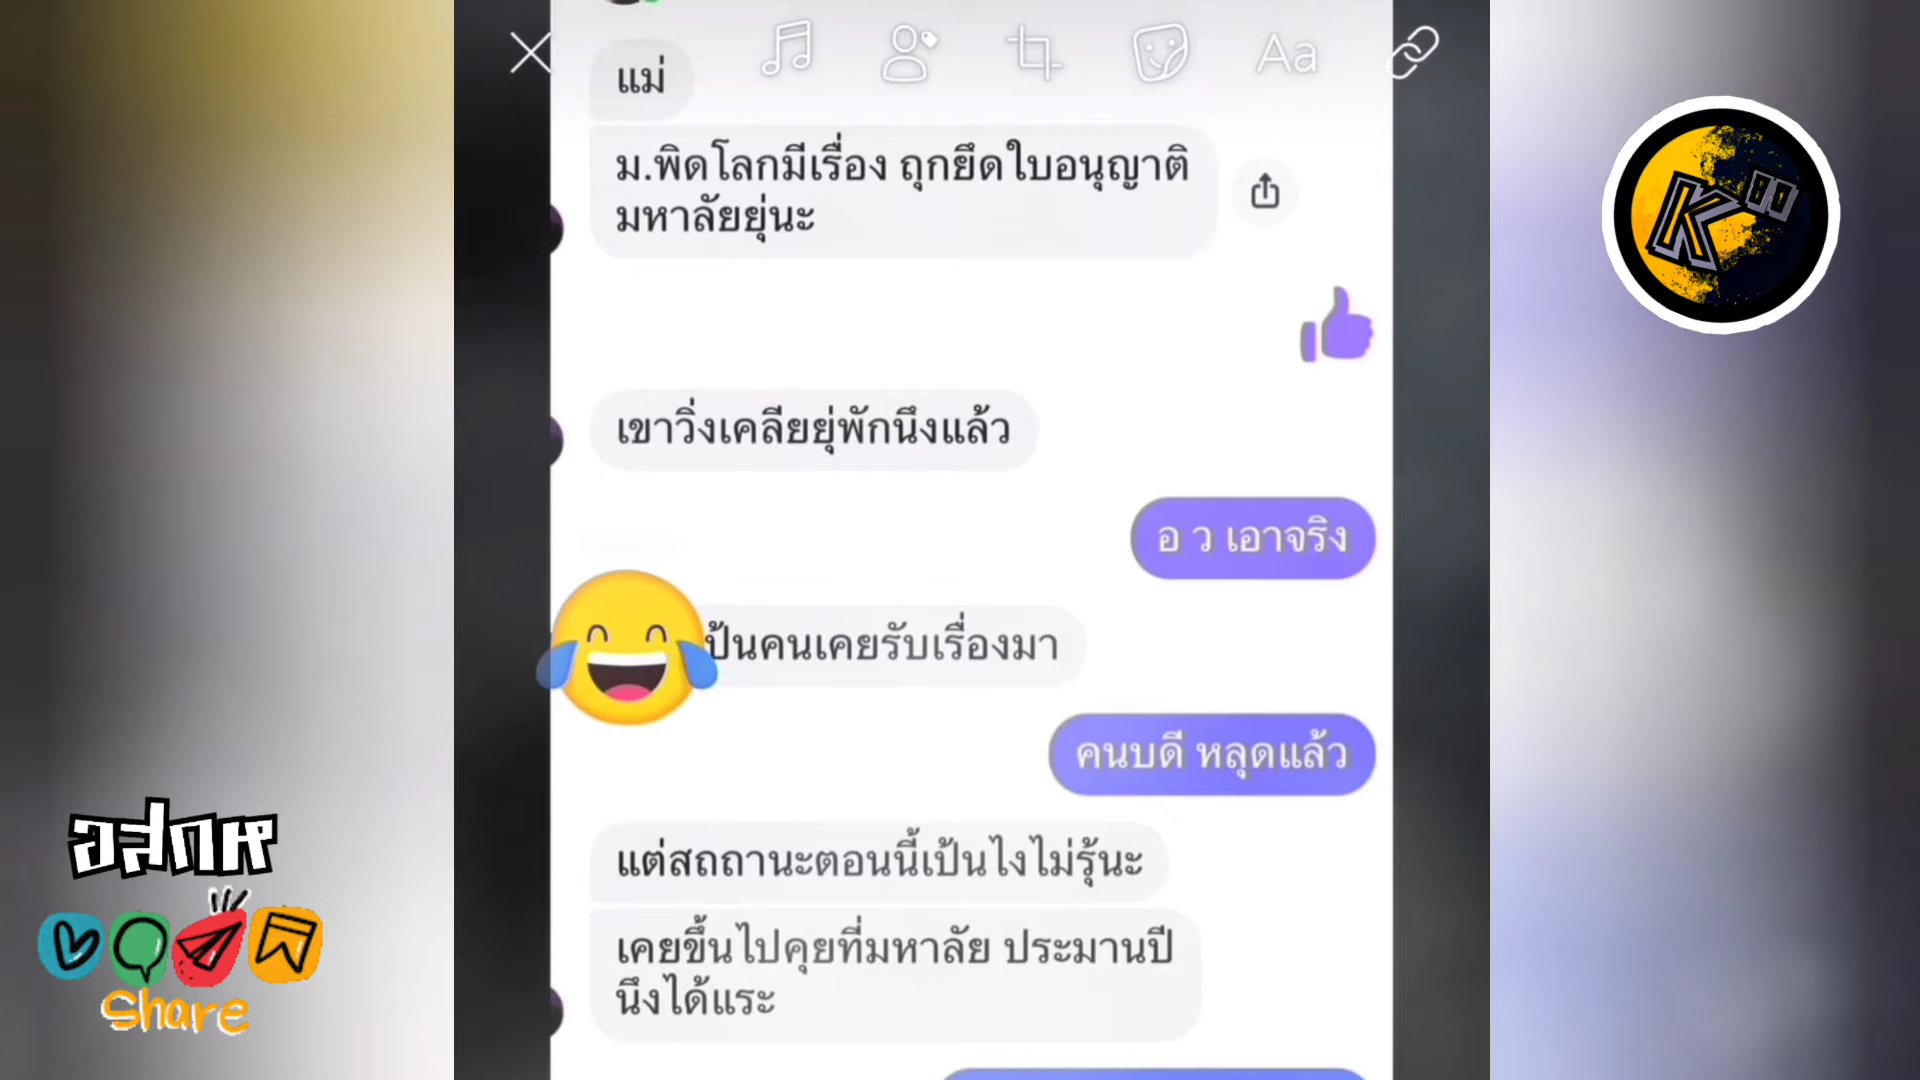 แม่
Aa
ม.พิดโลกมีเรื่อง ถุกยึดใบอนุญาติ
มหาลัยยุ่นะ
K"
เขาวิ่งเคลียยุ่พักนึงแล้ว
อ ว เอาจริง
ป้นคนเคยรับเรื่องมา
คนบดี หลุดแล้ว
แต่สถถานะตอนนี้เป้นไงไม่รุ้นะ
เคยขึ้นไปคุยที่มหาลัย ประมานปี
นึงได้แระ
อสกห
Share